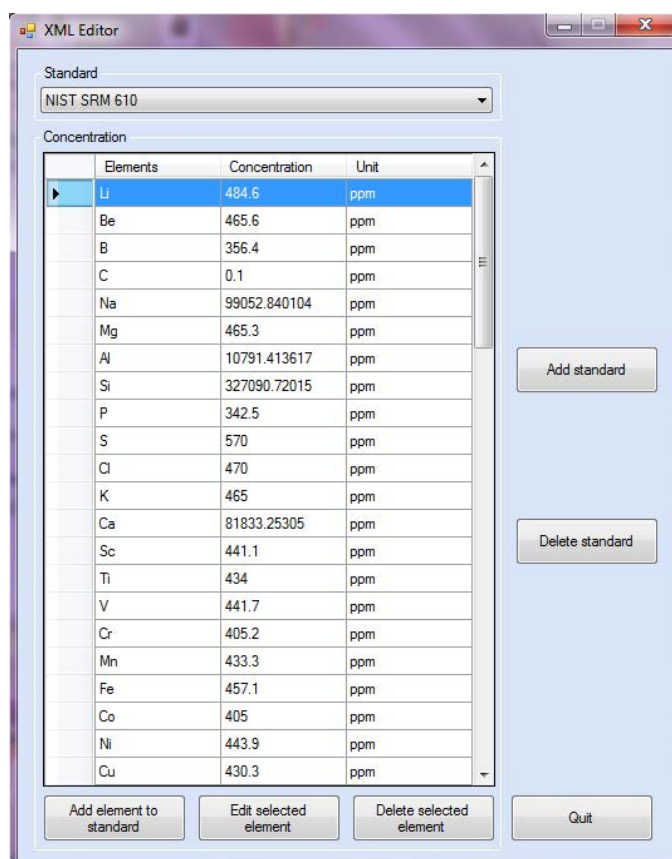 XML Editor
Standard
NIST SRM 610
Concentration
Elements Concentration Unit
Li 484.6 ppm
Be 465.6 ppm
B 356.4 ppm
C 0.1 ppm
Na 99052.840104 ppm
Mg 465.3 ppm
Al 10791.413617 ppm
Si 327090.72015 ppm
P 342.5 ppm
S 570 ppm
Cl 470 ppm
K 465 ppm
Ca 81833.25305 ppm
Sc 441.1 ppm
Ti 434 ppm
V 441.7 ppm
Cr 405.2 ppm
Mn 433.3 ppm
Fe 457.1 ppm
Co 405 ppm
Ni 443.9 ppm
Cu 430.3 ppm
Add standard
Delete standard
Add element to
standard
Edit selected
element
Delete selected
element
Quit